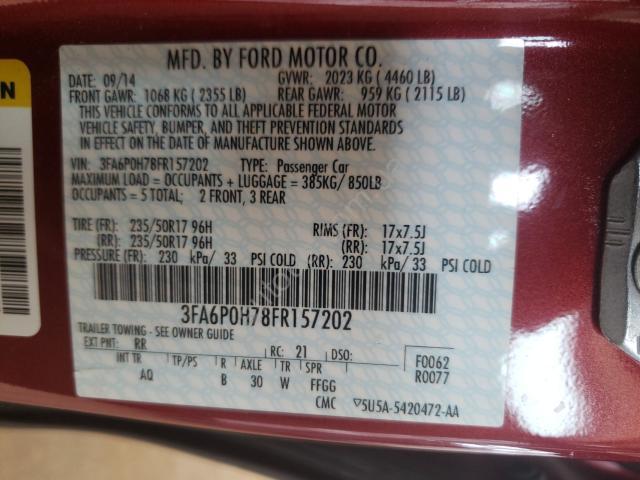 MFD. BY FORD MOTOR CO.
DATE: 09/14 GVWR: 2023 KG ( 4460 LB)
FRONT GAWR: 1068 KG ( 2355 LB) REAR GAWR: 959 KG ( 2115 LB)
THIS VEHICLE CONFORMS TO ALL APPLICABLE FEDERAL MOTOR
VEHICLE SAFETY, BUMPER, AND THEFT PREVENTION STANDARDS
IN EFFECT ON THE DATE OF MANUFACTURE SHOWN ABOVE.
VIN: 3FA6P0H78FR157202 TYPE: Passenger Car
MAXIMUM LOAD = OCCUPANTS + LUGGAGE = 385KG/ 850LB
OCCUPANTS = 5 TOTAL: 2 FRONT, 3 REAR
TIRE (FR): 235/50R17 96H RIMS (FR): 17x7.5J
(RR): 235/50R17 96H (RR): 17x7.5J
PRESSURE (FR): 230 kPa/ 33 PSI COLD (RR): 230 kPa/ 33 PSI COLD
3FA6P0H78FR157202
TRAILER TOWING - SEE OWNER GUIDE
EXT PNT: RR RC: 21 DSO:
INT TR TP/PS R AXLE TR SPR F0062
AQ B 30 W FFGG R0077
CMC ▽5U5A-5420472-AA